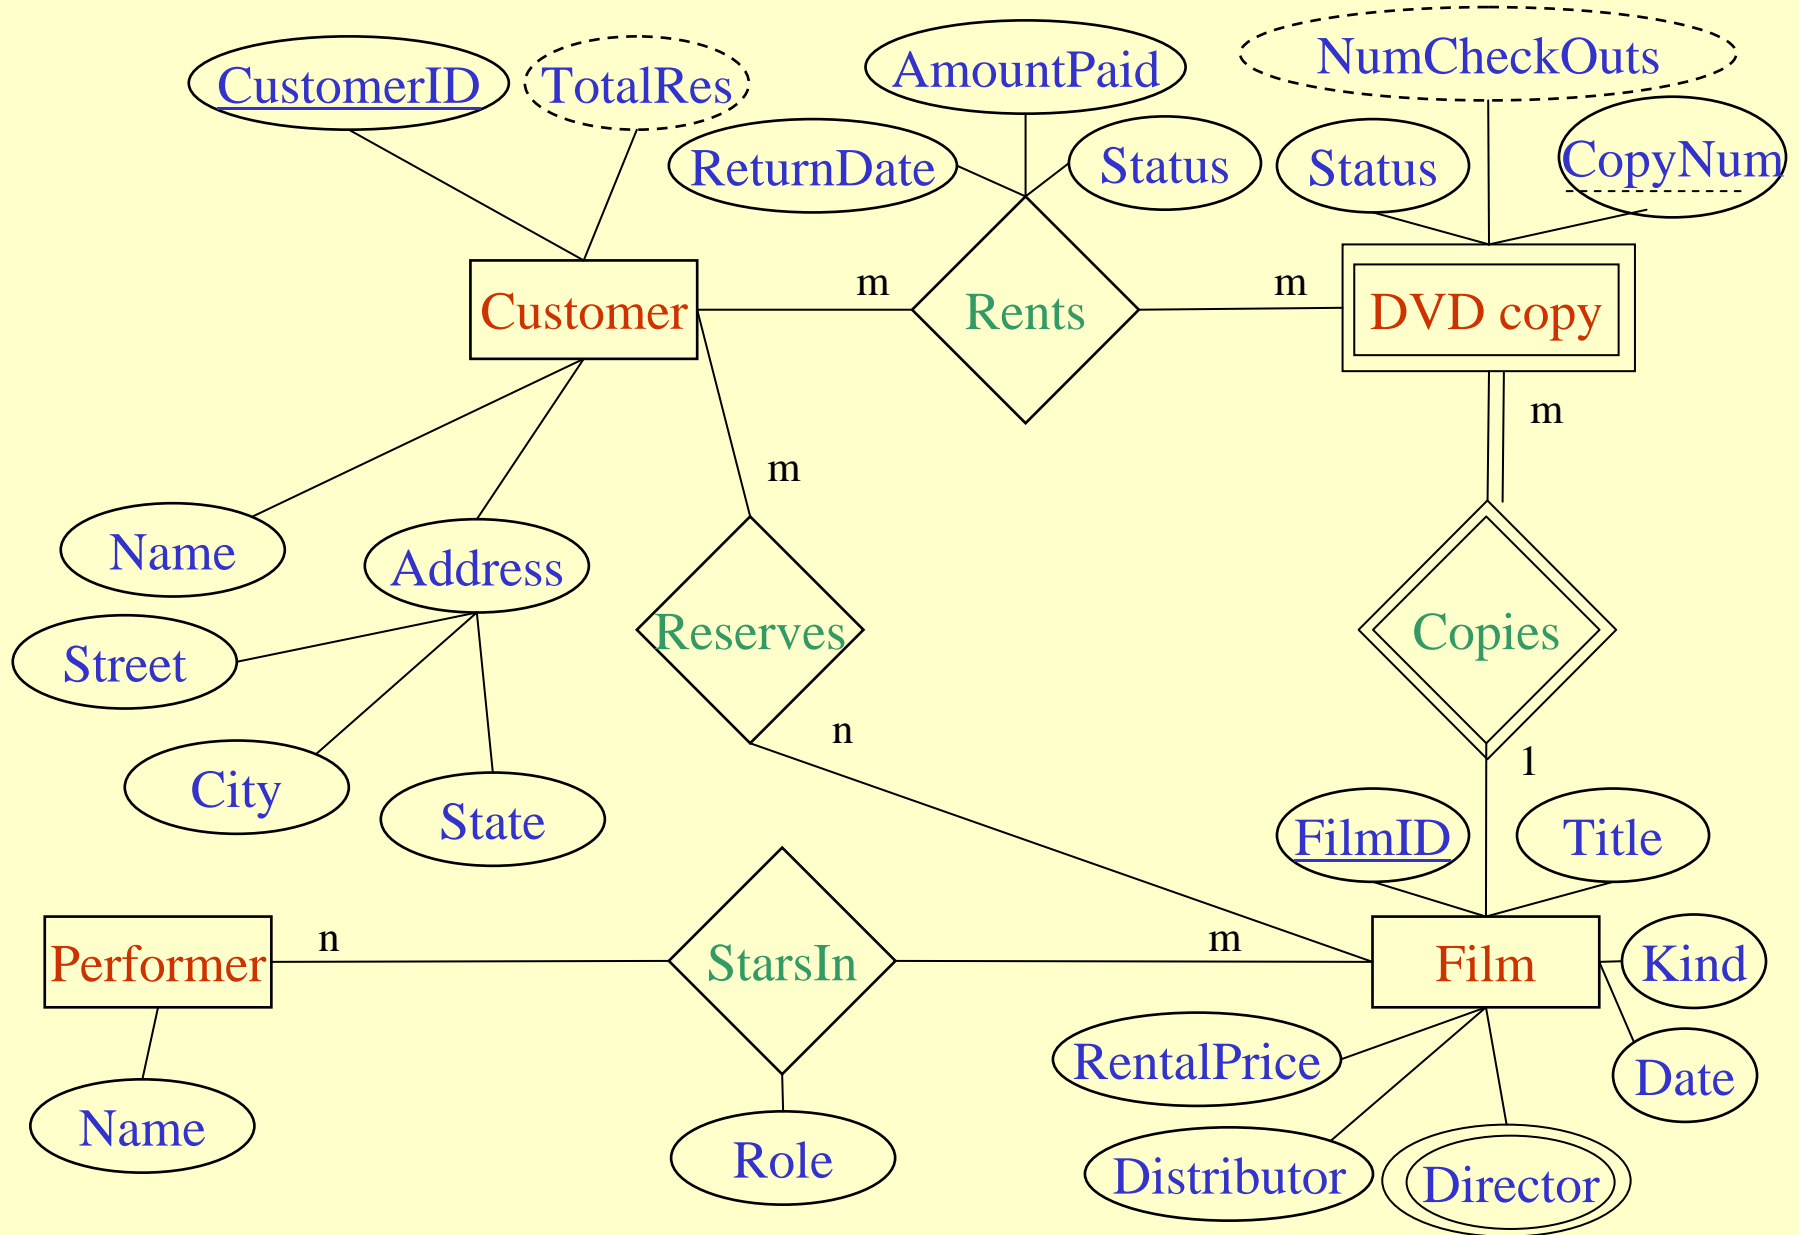 CustomerID
TotalRes
AmountPaid
NumCheckOuts
ReturnDate
Status
Status
CopyNum
Customer
m
Rents
m
DVD copy
m
m
Name
Address
Reserves
Copies
Street
n
1
City
State
FilmID
Title
Performer
n
StarsIn
m
Film
Kind
RentalPrice
Date
Name
Role
Distributor
Director